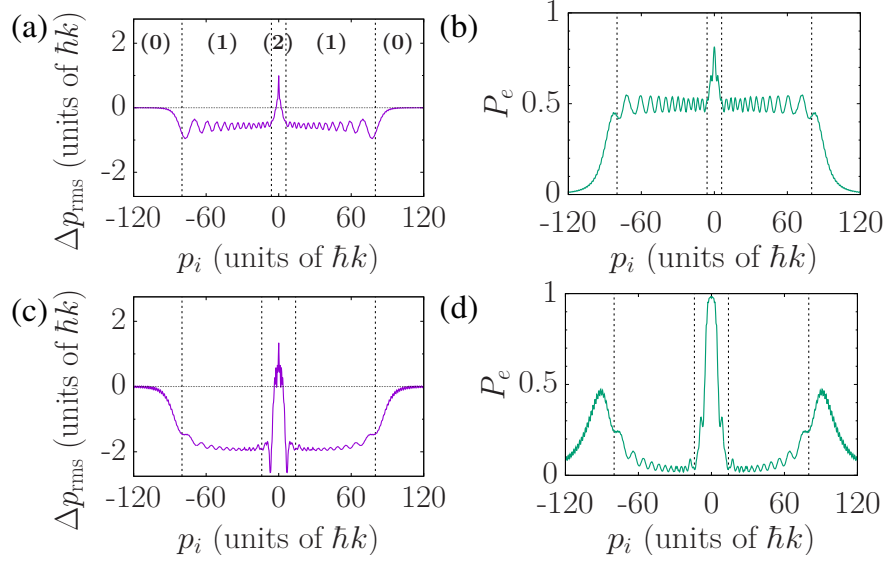 (a)
Δp_rms (units of ħk)
2
0
-2
(0) (1) (2) (1) (0)
-120 -60 0 60 120
p_i (units of ħk)
(b)
P_e
1
0.5
0
-120 -60 0 60 120
p_i (units of ħk)
(c)
Δp_rms (units of ħk)
2
0
-2
-120 -60 0 60 120
p_i (units of ħk)
(d)
P_e
1
0.5
0
-120 -60 0 60 120
p_i (units of ħk)